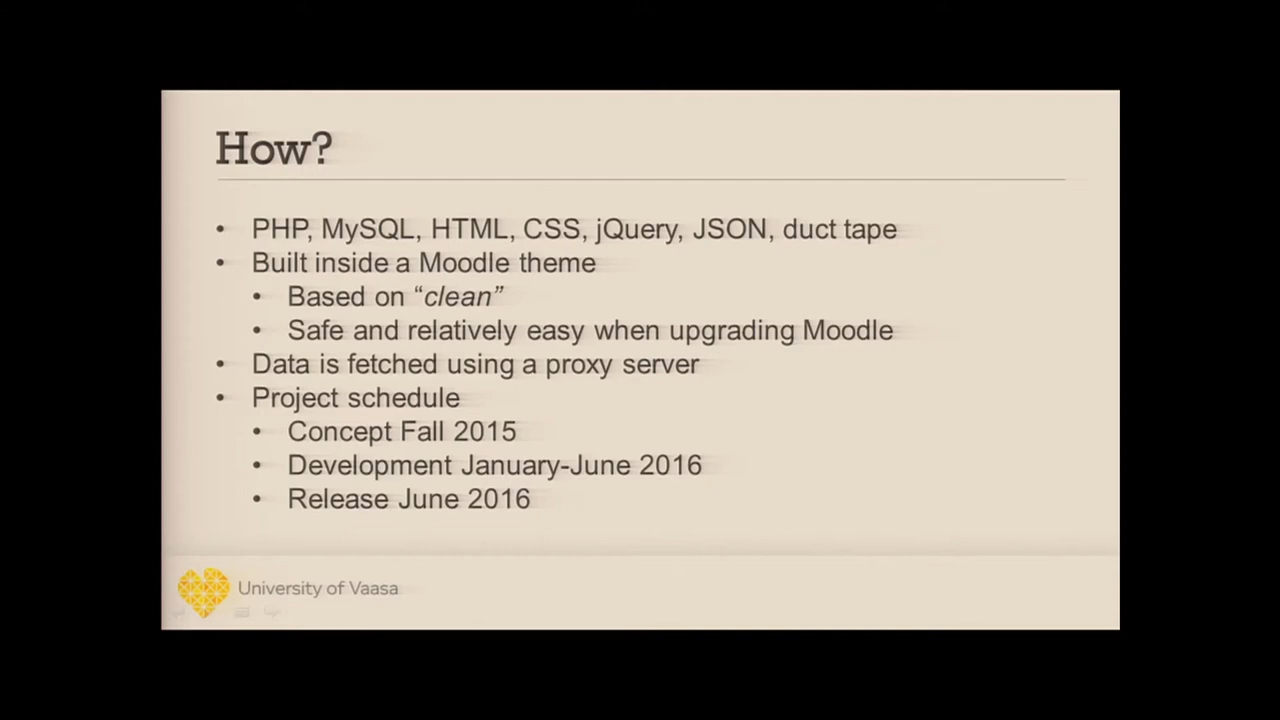 How?
• PHP, MySQL, HTML, CSS, jQuery, JSON, duct tape
• Built inside a Moodle theme
• Based on “clean”
• Safe and relatively easy when upgrading Moodle
• Data is fetched using a proxy server
• Project schedule
• Concept Fall 2015
• Development January-June 2016
• Release June 2016
University of Vaasa